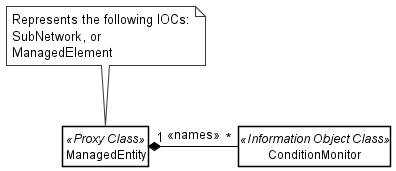 Represents the following IOCs:
SubNetwork, or
ManagedElement
«Proxy Class»
ManagedEntity
1 «names» *
«Information Object Class»
ConditionMonitor